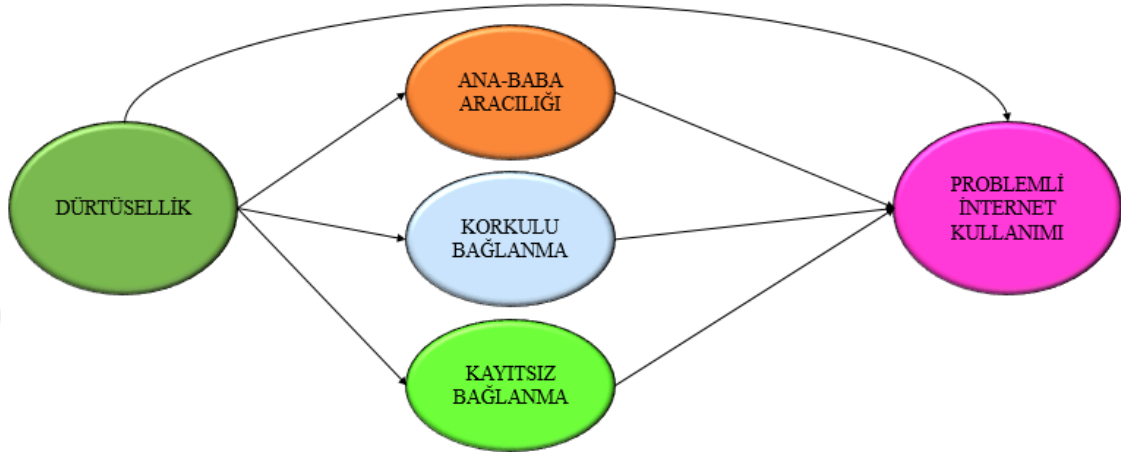 ANA-BABA
ARACILIĞI
DÜRTÜSELLİK
KORKULU
BAĞLANMA
PROBLEMLİ
İNTERNET
KULLANIMI
KAYITSIZ
BAĞLANMA